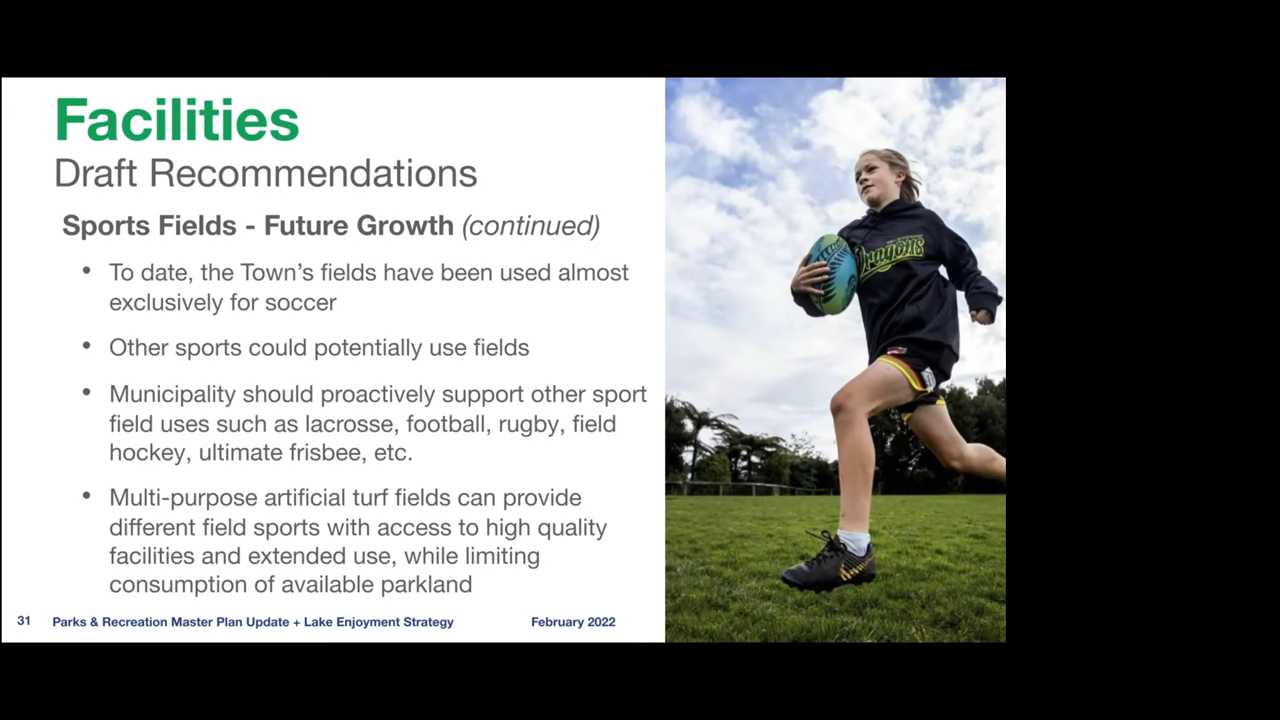 Facilities
Draft Recommendations
Sports Fields - Future Growth (continued)
• To date, the Town's fields have been used almost
exclusively for soccer
• Other sports could potentially use fields
• Municipality should proactively support other sport
field uses such as lacrosse, football, rugby, field
hockey, ultimate frisbee, etc.
• Multi-purpose artificial turf fields can provide
different field sports with access to high quality
facilities and extended use, while limiting
consumption of available parkland
Dragons
31 Parks & Recreation Master Plan Update + Lake Enjoyment Strategy February 2022